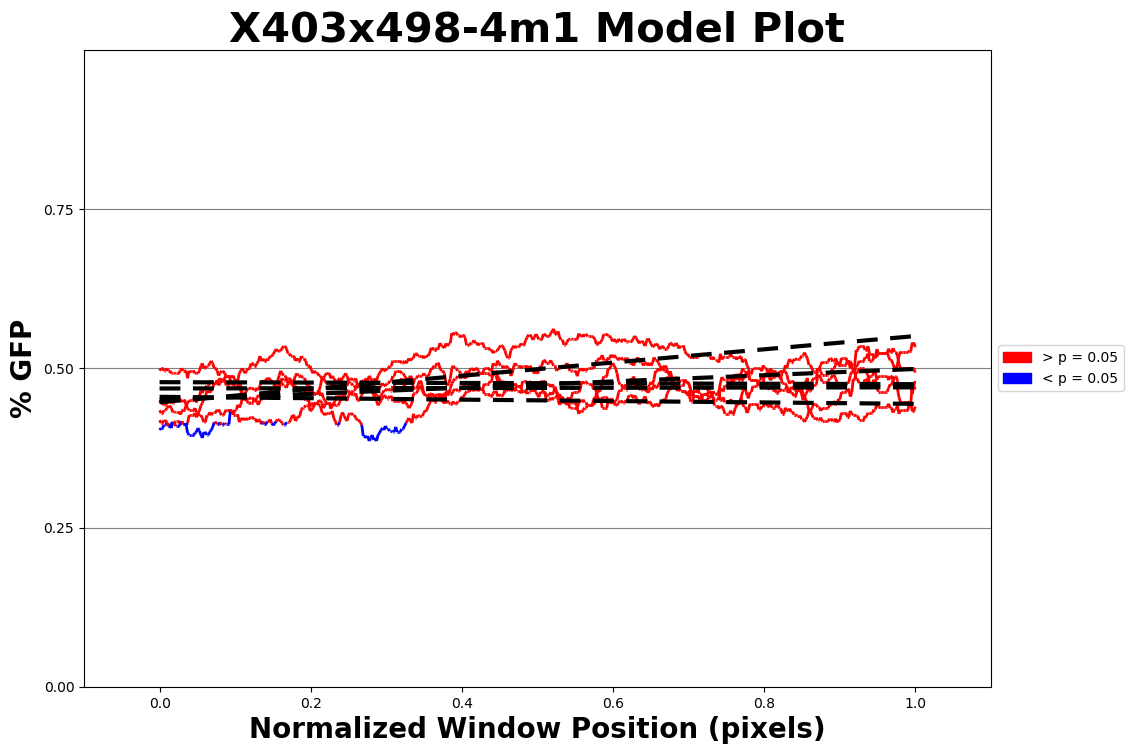 X403x498-4m1 Model Plot
% GFP
0.75
0.50
0.25
0.00
0.0 0.2 0.4 0.6 0.8 1.0
Normalized Window Position (pixels)
> p = 0.05
< p = 0.05